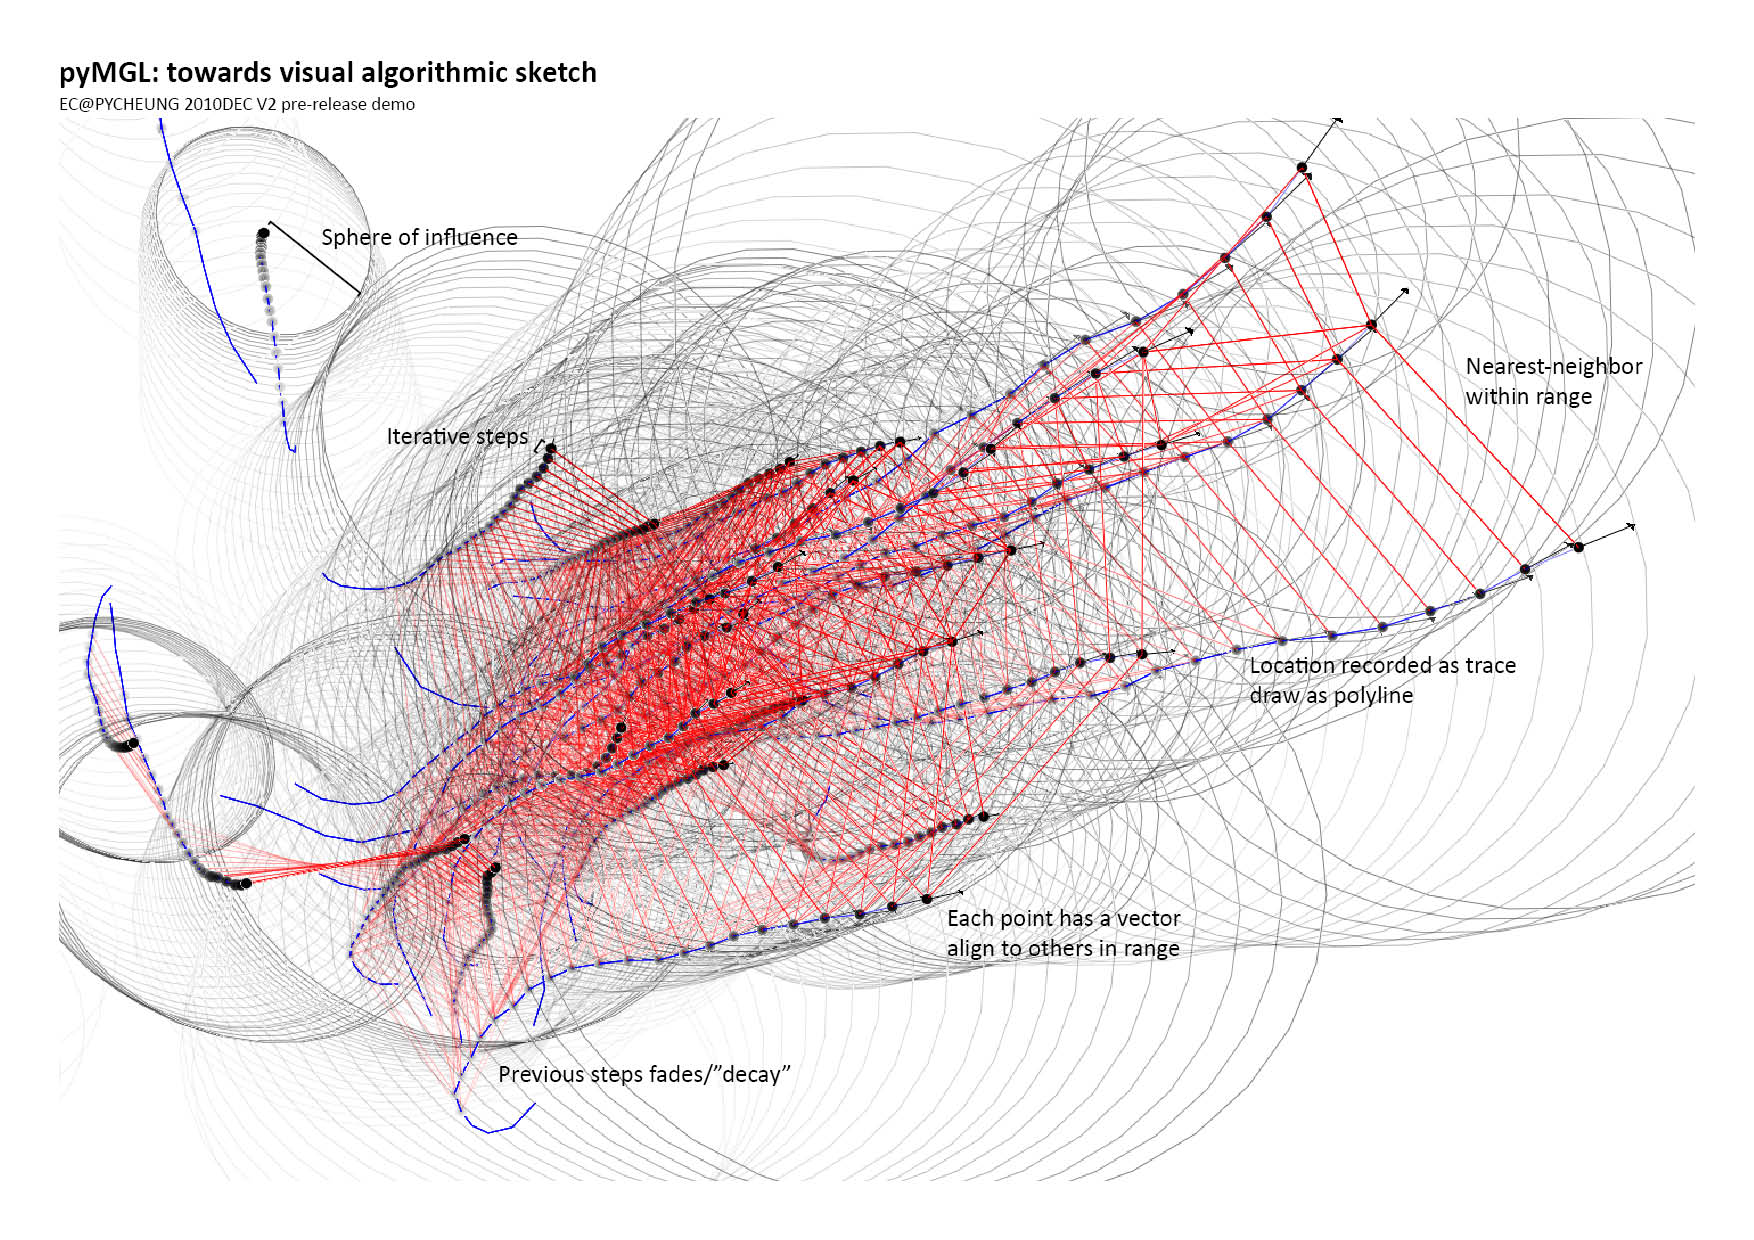 pyMGL: towards visual algorithmic sketch
EC@PYCHEUNG 2010DEC V2 pre-release demo
Sphere of influence
Iterative steps
Nearest-neighbor
within range
Location recorded as trace
draw as polyline
Each point has a vector
align to others in range
Previous steps fades/”decay”